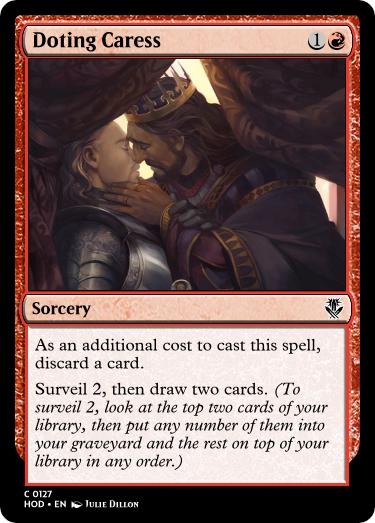 Doting Caress 1
Sorcery
As an additional cost to cast this spell,
discard a card.
Surveil 2, then draw two cards. (To
surveil 2, look at the top two cards of your
library, then put any number of them into
your graveyard and the rest on top of your
library in any order.)
C 0127
HOD • EN Julie Dillon